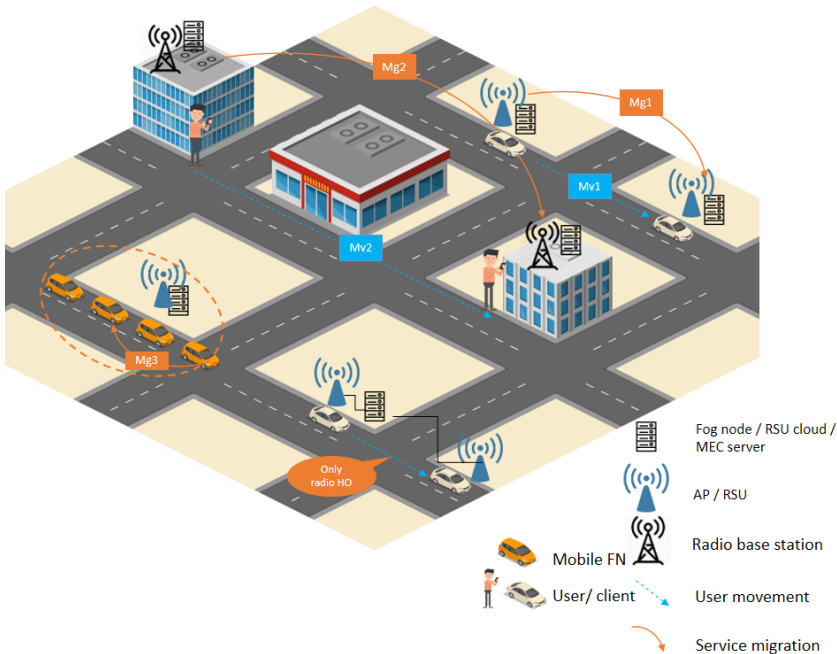 Mg2
Mg1
Mv1
Mv2
Mg3
Only
radio HO
Fog node / RSU cloud /
MEC server
AP / RSU
Radio base station
Mobile FN
User/ client
User movement
Service migration